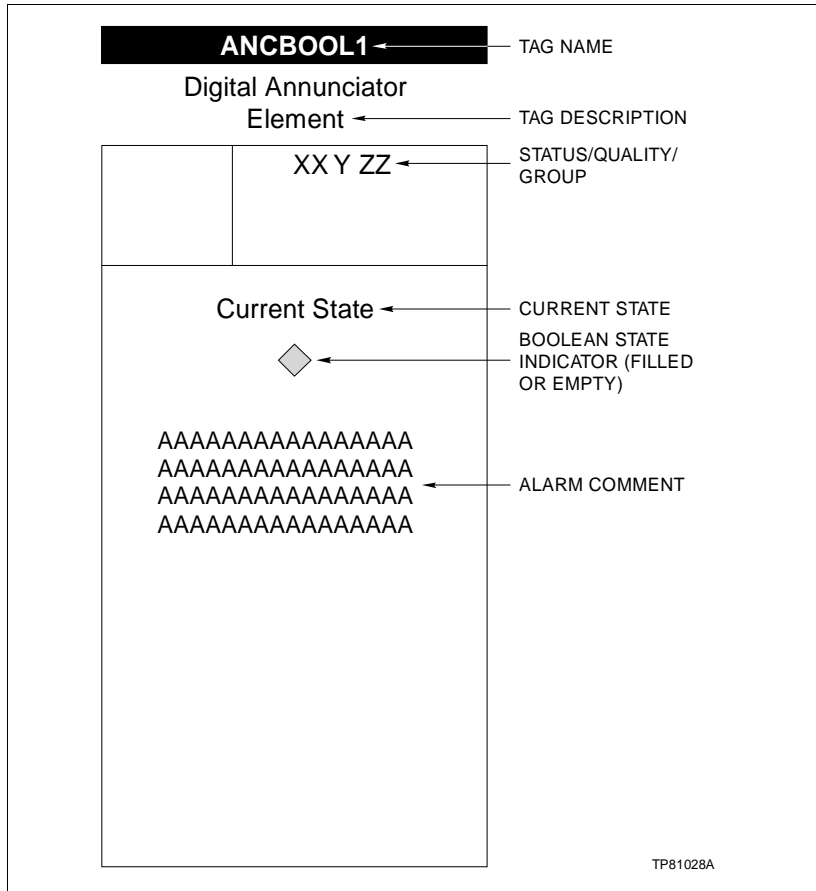 ANCBOOL1
TAG NAME
Digital Annunciator
Element
TAG DESCRIPTION
XX Y ZZ
STATUS/QUALITY/
GROUP
Current State
CURRENT STATE
BOOLEAN STATE
INDICATOR (FILLED
OR EMPTY)
AAAAAAAAAAAAAAAA
AAAAAAAAAAAAAAAA
AAAAAAAAAAAAAAAA
AAAAAAAAAAAAAAAA
ALARM COMMENT
TP81028A